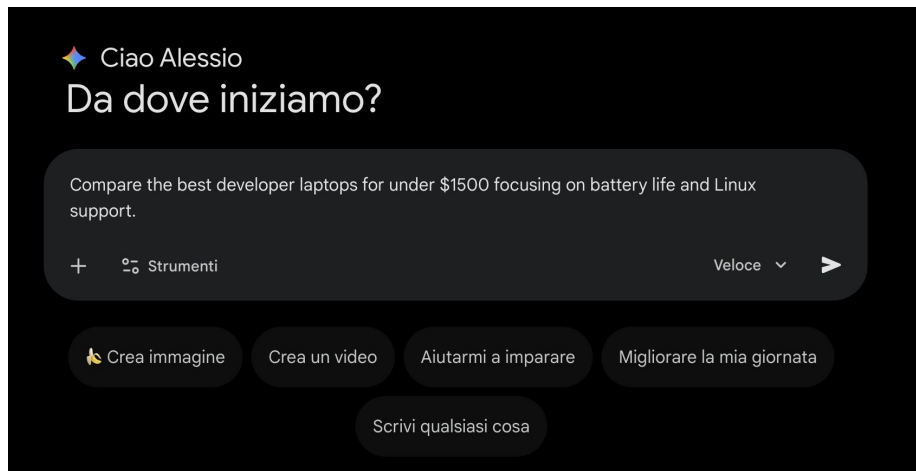 Ciao Alessio
Da dove iniziamo?
Compare the best developer laptops for under $1500 focusing on battery life and Linux
support.
Strumenti
Veloce
Crea immagine
Crea un video
Aiutarmi a imparare
Migliorare la mia giornata
Scrivi qualsiasi cosa